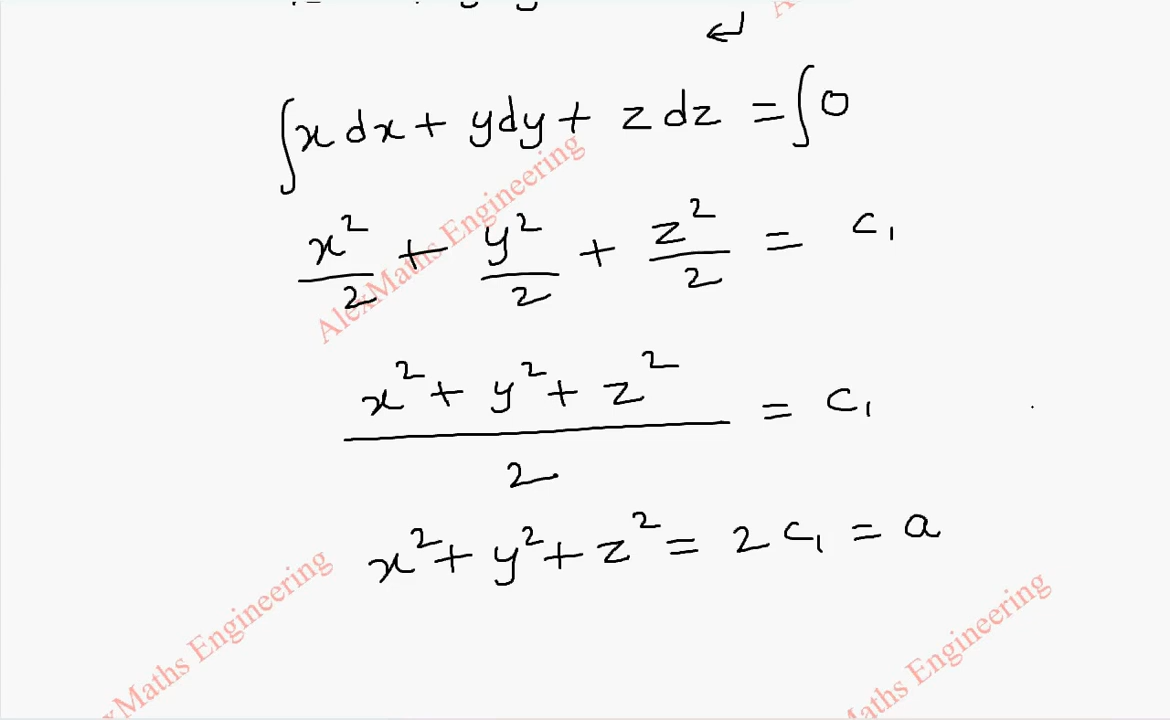 ∫x dx + y dy + z dz = ∫0
x²/2 + y²/2 + z²/2 = c₁
(x² + y² + z²)/2 = c₁
x² + y² + z² = 2c₁ = a
AlexMaths Engineering
AlexMaths Engineering
Maths Engineering